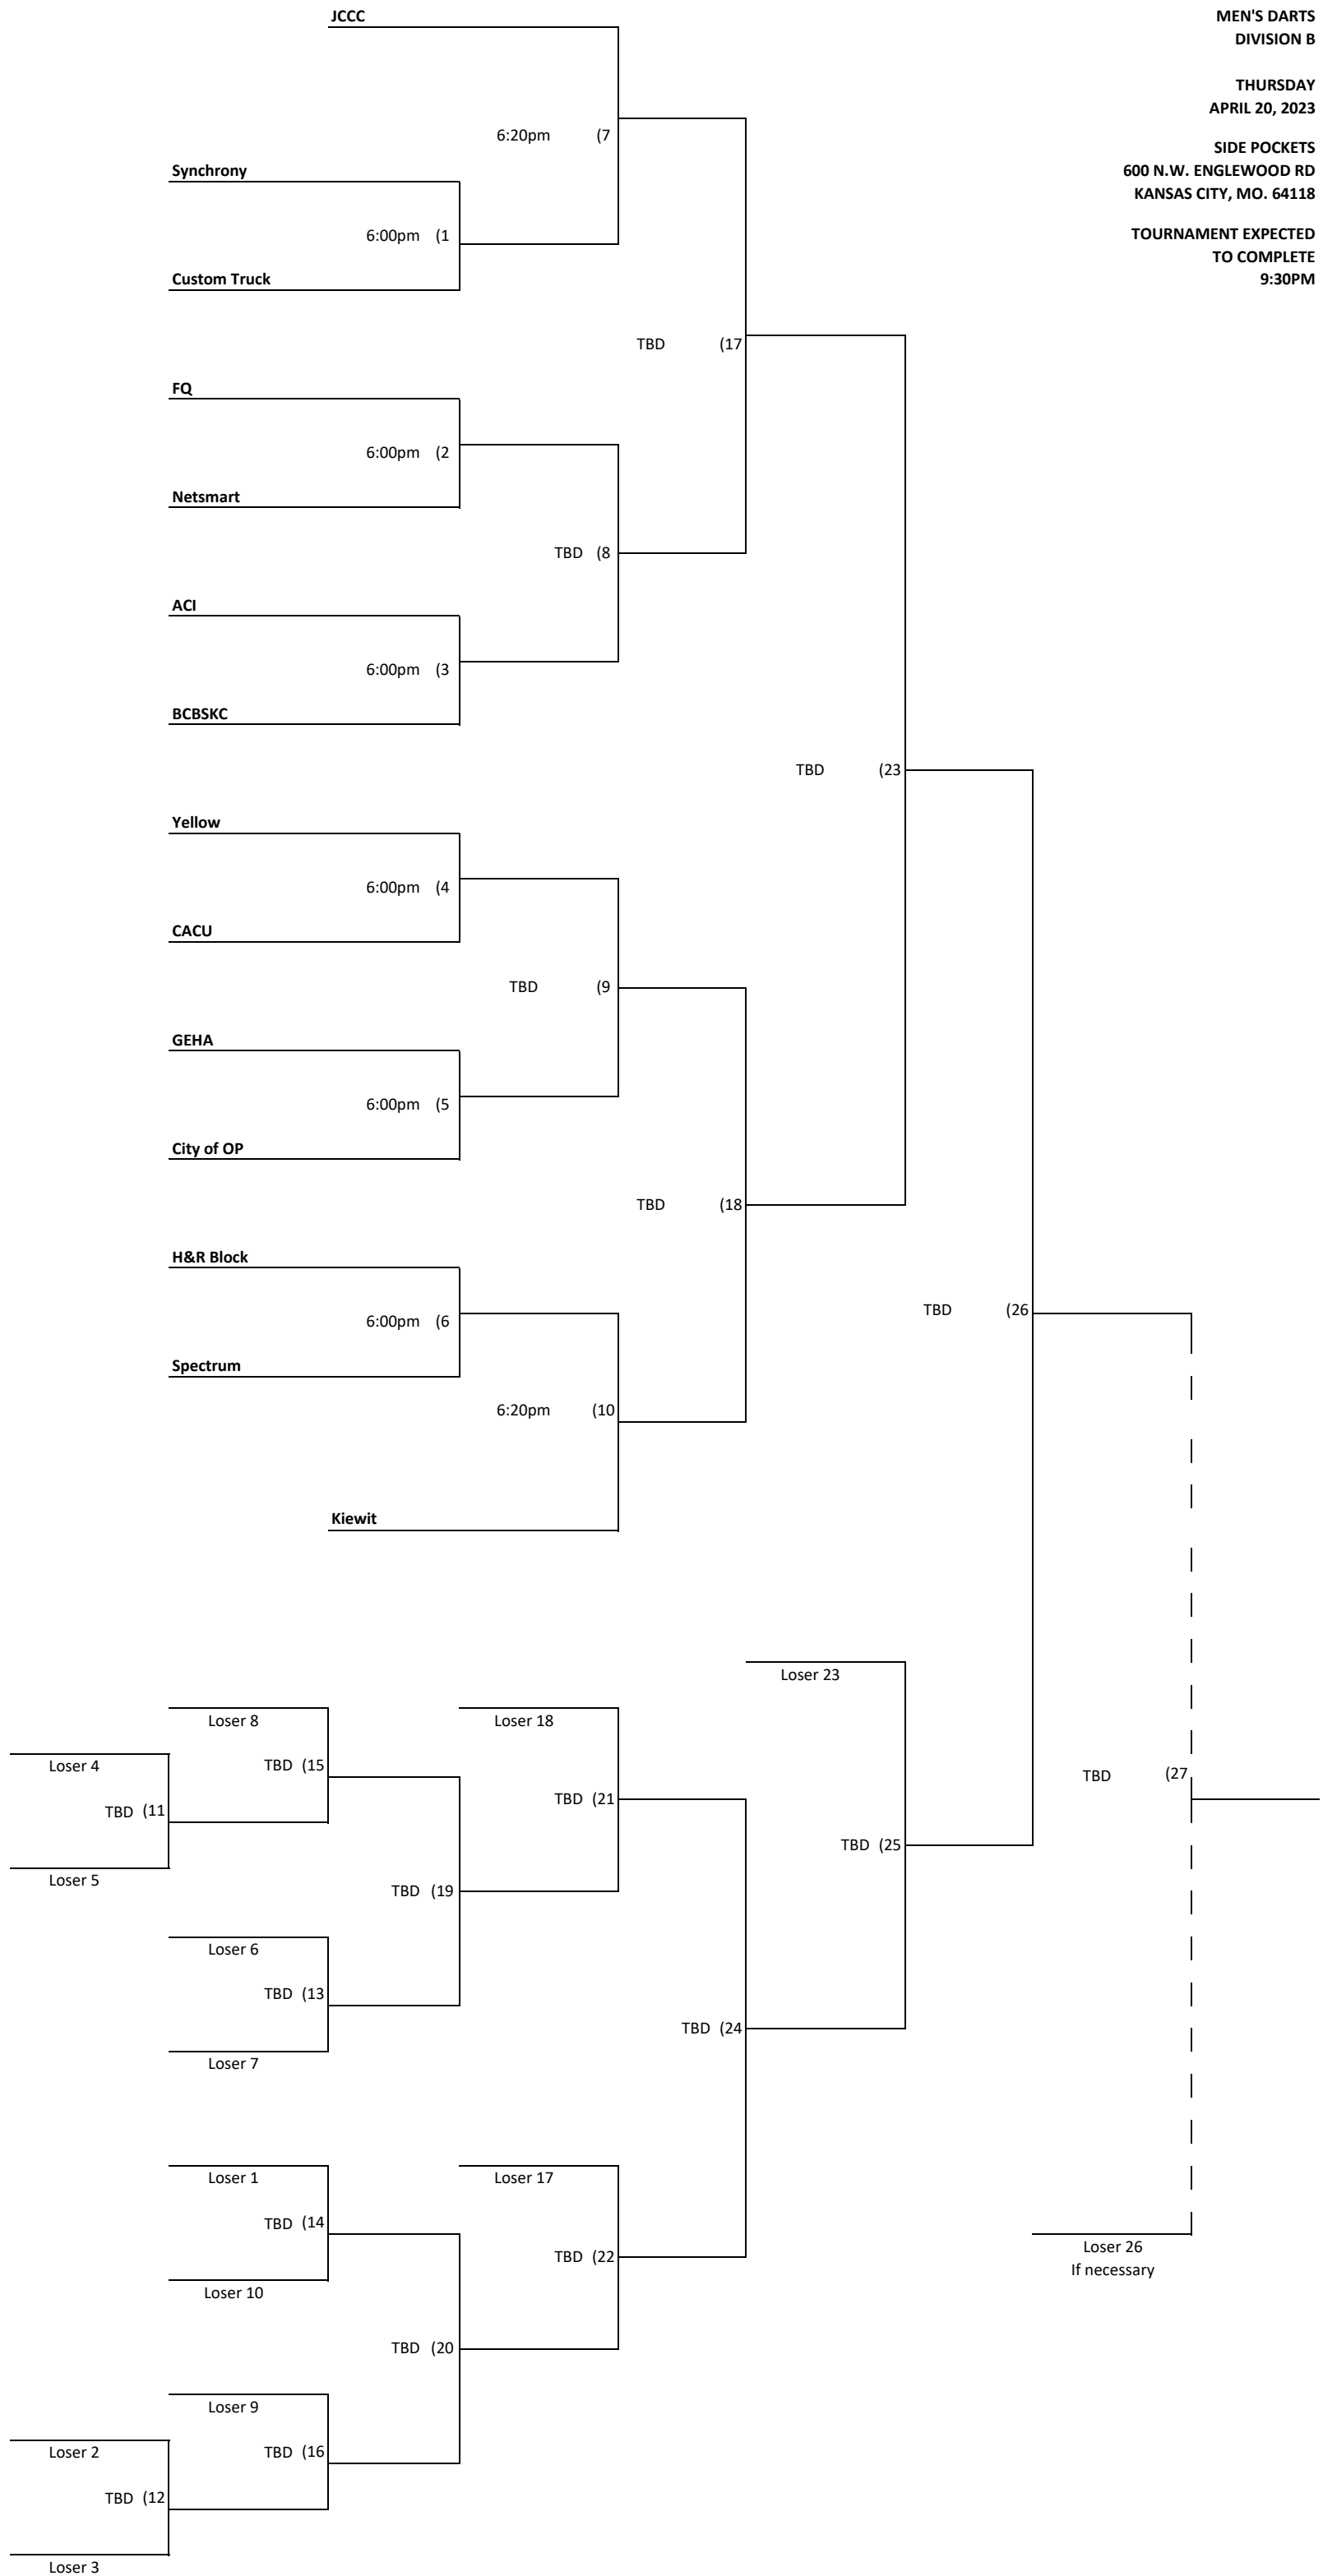 JCCC
MEN'S DARTS
DIVISION B
THURSDAY
APRIL 20, 2023
6:20pm (7
SIDE POCKETS
Synchrony
600 N.W. ENGLEWOOD RD
KANSAS CITY, MO. 64118
6:00pm (1
TOURNAMENT EXPECTED
TO COMPLETE
Custom Truck
9:30PM
TBD (17
FQ
6:00pm (2
Netsmart
TBD (8
ACI
6:00pm (3
BCBSKC
TBD (23
Yellow
6:00pm (4
CACU
TBD (9
GEHA
6:00pm (5
City of OP
TBD (18
H&R Block
TBD (26
6:00pm (6
Spectrum
6:20pm (10
Kiewit
Loser 23
Loser 8
Loser 18
Loser 4
TBD (15
TBD (27
TBD (21
TBD (11
TBD (25
Loser 5
TBD (19
Loser 6
TBD (13
TBD (24
Loser 7
Loser 1
Loser 17
TBD (14
Loser 26
TBD (22
If necessary
Loser 10
TBD (20
Loser 9
Loser 2
TBD (16
TBD (12
Loser 3